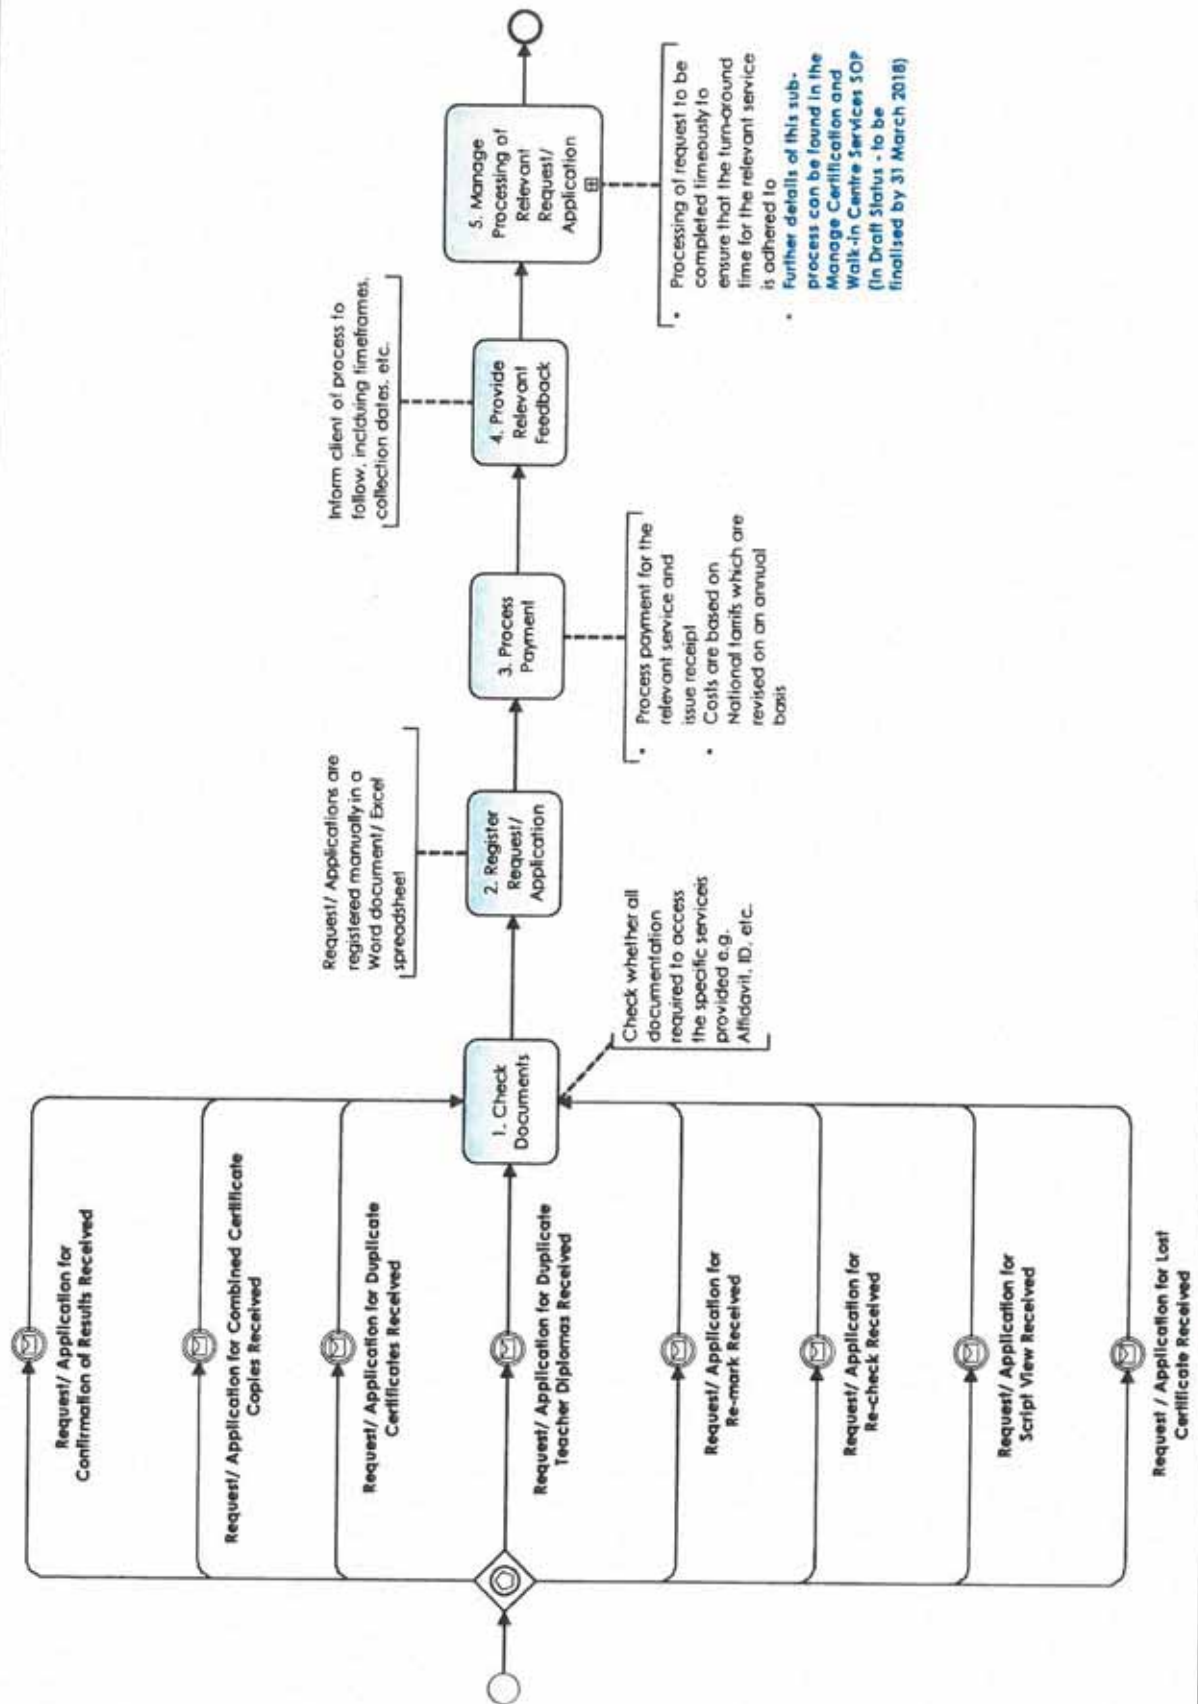 Request/ Application for
Confirmation of Results Received
Request/ Application for Combined Certificate
Copies Received
Request/ Application for Duplicate
Certificates Received
Request/ Application for Duplicate
Teacher Diplomas Received
Request/ Application for
Re-mark Received
Request/ Application for
Re-check Received
Request/ Application for
Script View Received
Request / Application for Lost
Certificate Received
1. Check
Documents
Check whether all
documentation
required to access
the specific serviceis
provided e.g.
Affidavit, ID, etc.
Request/ Applications are
registered manually in a
Word document/ Excel
spreadsheet
2. Register
Request/
Application
3. Process
Payment
• Process payment for the
relevant service and
issue receipt
• Costs are based on
National tarrifs which are
revised on an annual
basis
Inform client of process to
follow, inclduing timeframes,
collection dates, etc.
4. Provide
Relevant
Feedback
5. Manage
Processing of
Relevant
Request/
Application
• Processing of request to be
completed timeously to
ensure that the turn-around
time for the relevant service
is adhered to
• Further details of this sub-
process can be found in the
Manage Certification and
Walk-in Centre Services SOP
(In Draft Status - to be
finalised by 31 March 2018)